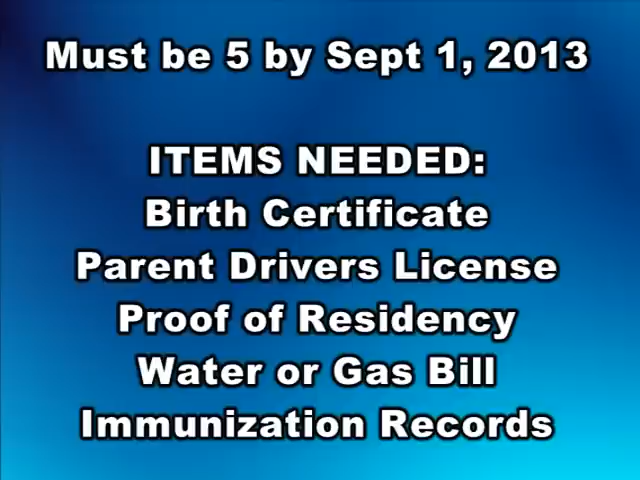 Must be 5 by Sept 1, 2013
ITEMS NEEDED:
Birth Certificate
Parent Drivers License
Proof of Residency
Water or Gas Bill
Immunization Records